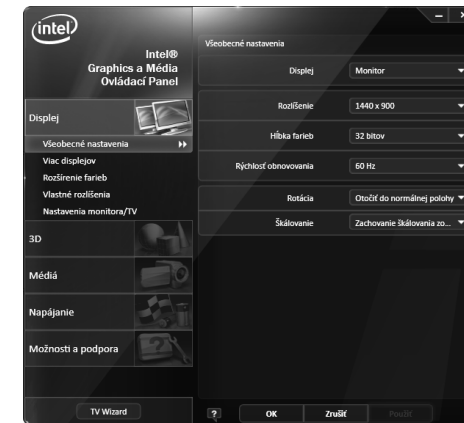 intel
Intel®
Graphics a Média
Ovládací Panel
Displej
Všeobecné nastavenia
Viac displejov
Rozšírenie farieb
Vlastné rozlíšenia
Nastavenia monitora/TV
3D
Médiá
Napájanie
Možnosti a podpora
TV Wizard
Všeobecné nastavenia
Displej Monitor
Rozlíšenie 1440 x 900
Hĺbka farieb 32 bitov
Rýchlosť obnovovania 60 Hz
Rotácia Otočiť do normálnej polohy
Škálovanie Zachovanie škálovania zo...
? OK Zrušiť Použiť